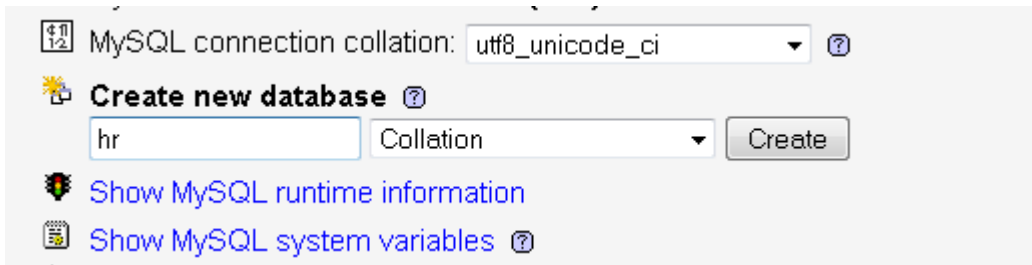 MySQL connection collation: utf8_unicode_ci
Create new database
hr Collation Create
Show MySQL runtime information
Show MySQL system variables